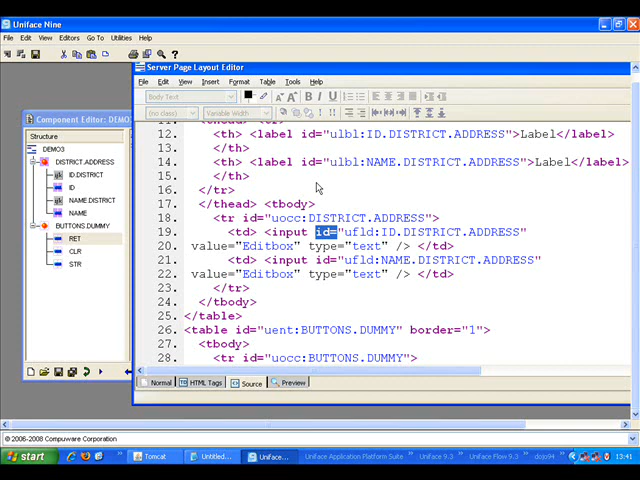 Uniface Nine
File Edit View Editors Go To Utilities Help
Server Page Layout Editor
File Edit View Insert Format Table Tools Help
Body Text
A A B I U
(no class) Variable Width
Component Editor: DEMO3
Structure
DEMO3
DISTRICT.ADDRESS
ID.DISTRICT
ID
NAME.DISTRICT
NAME
BUTTONS.DUMMY
RET
CLR
STR
12. <th> <label id="ulbl:ID.DISTRICT.ADDRESS">Label</label>
13. </th>
14. <th> <label id="ulbl:NAME.DISTRICT.ADDRESS">Label</label>
15. </th>
16. </tr>
17. </thead> <tbody>
18. <tr id="uocc:DISTRICT.ADDRESS">
19. <td> <input id="ufld:ID.DISTRICT.ADDRESS"
20. value="Editbox" type="text" /> </td>
21. <td> <input id="ufld:NAME.DISTRICT.ADDRESS"
22. value="Editbox" type="text" /> </td>
23. </tr>
24. </tbody>
25. </table>
26. <table id="uent:BUTTONS.DUMMY" border="1">
27. <tbody>
28. <tr id="uocc:BUTTONS.DUMMY">
Normal HTML Tags Source Preview
© 2006-2008 Compuware Corporation
start Tomcat Untitled... Uniface... Uniface Application Platform Suite Uniface 9.3 Uniface Flow 9.3 dojo94 13:41